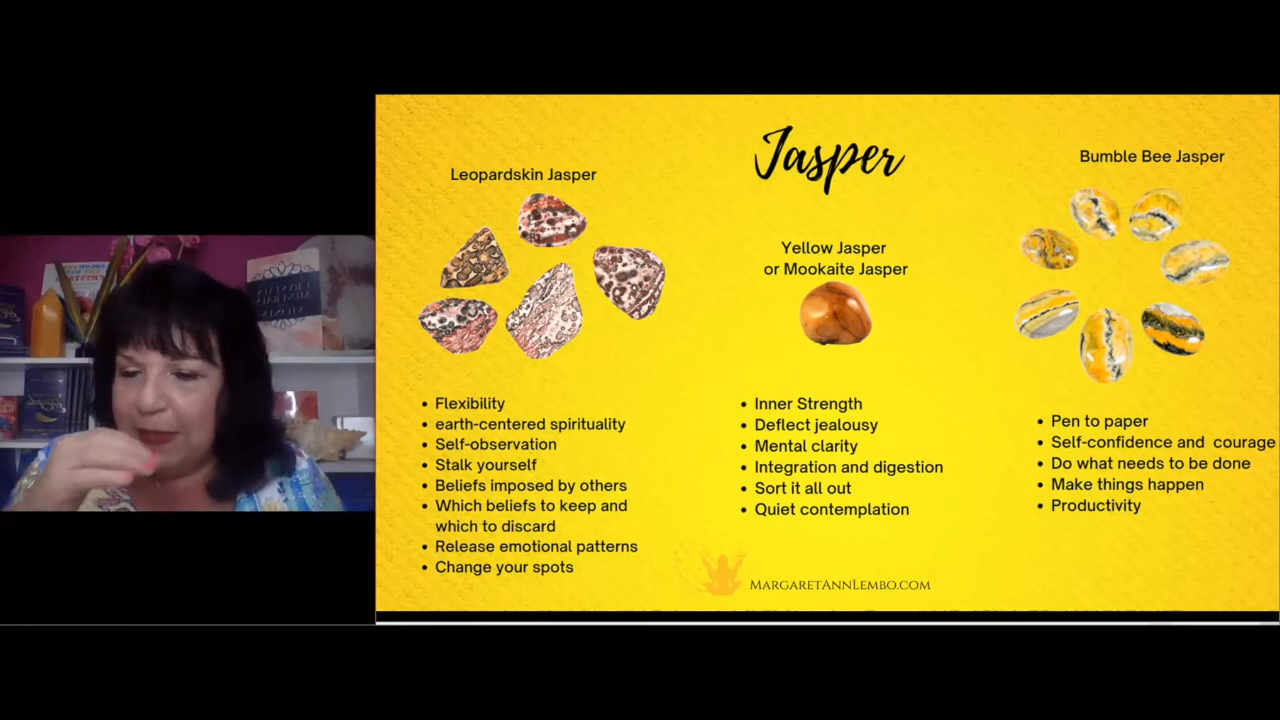 Jasper
Leopardskin Jasper
Flexibility
earth-centered spirituality
Self-observation
Stalk yourself
Beliefs imposed by others
Which beliefs to keep and
which to discard
Release emotional patterns
Change your spots
Yellow Jasper
or Mookaite Jasper
Inner Strength
Deflect jealousy
Mental clarity
Integration and digestion
Sort it all out
Quiet contemplation
Bumble Bee Jasper
Pen to paper
Self-confidence and courage
Do what needs to be done
Make things happen
Productivity
MargaretAnnLembo.com